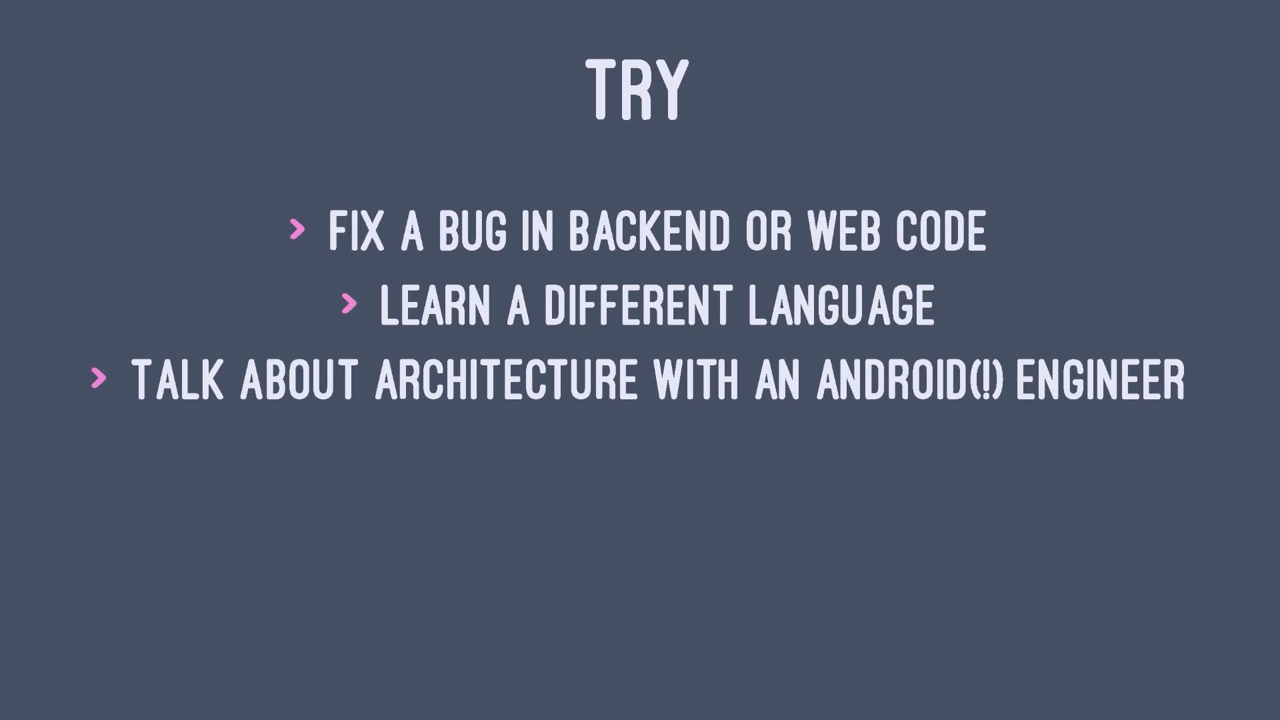 TRY
> FIX A BUG IN BACKEND OR WEB CODE
> LEARN A DIFFERENT LANGUAGE
> TALK ABOUT ARCHITECTURE WITH AN ANDROID(!) ENGINEER